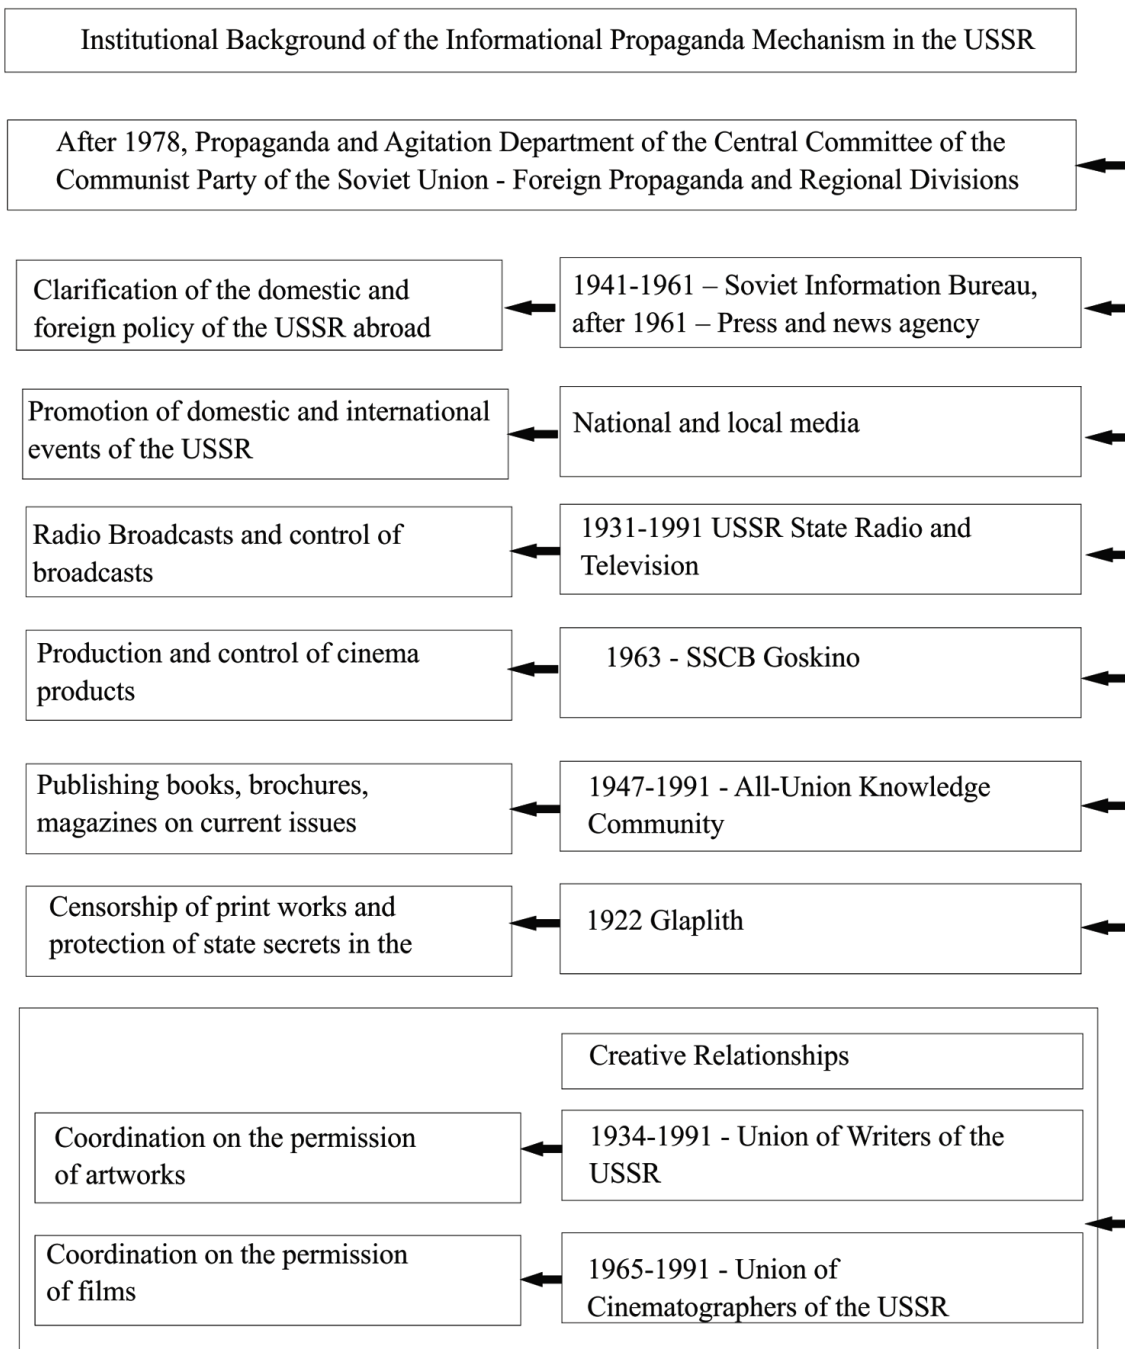 Institutional Background of the Informational Propaganda Mechanism in the USSR
After 1978, Propaganda and Agitation Department of the Central Committee of the
Communist Party of the Soviet Union - Foreign Propaganda and Regional Divisions
Clarification of the domestic and
foreign policy of the USSR abroad
1941-1961 – Soviet Information Bureau,
after 1961 – Press and news agency
Promotion of domestic and international
events of the USSR
National and local media
Radio Broadcasts and control of
broadcasts
1931-1991 USSR State Radio and
Television
Production and control of cinema
products
1963 - SSCB Goskino
Publishing books, brochures,
magazines on current issues
1947-1991 - All-Union Knowledge
Community
Censorship of print works and
protection of state secrets in the
1922 Glaplith
Creative Relationships
Coordination on the permission
of artworks
1934-1991 - Union of Writers of the
USSR
Coordination on the permission
of films
1965-1991 - Union of
Cinematographers of the USSR